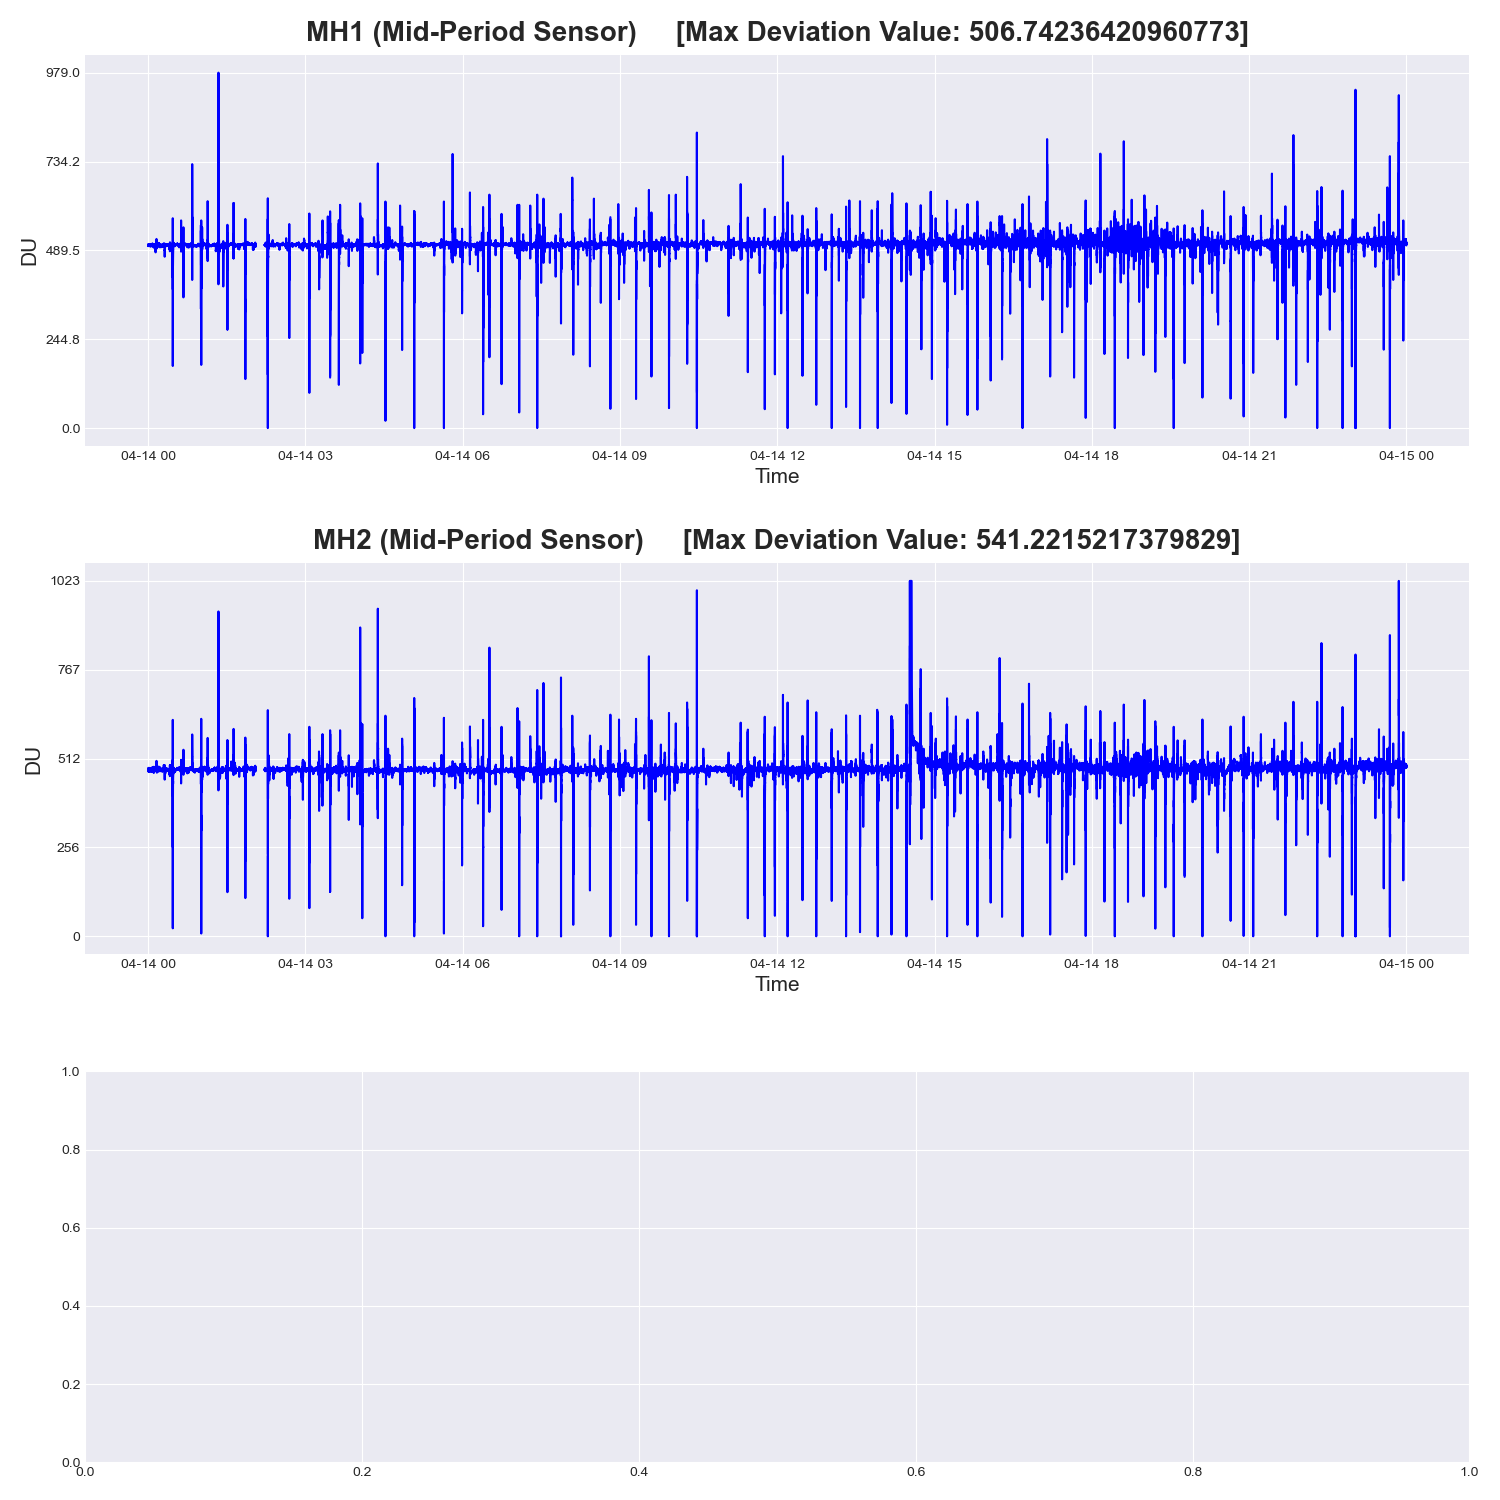 MH1 (Mid-Period Sensor) [Max Deviation Value: 506.74236420960773]
979.0
734.2
489.5
244.8
0.0
DU
04-14 00 04-14 03 04-14 06 04-14 09 04-14 12 04-14 15 04-14 18 04-14 21 04-15 00
Time
MH2 (Mid-Period Sensor) [Max Deviation Value: 541.2215217379829]
1023
767
512
256
0
DU
04-14 00 04-14 03 04-14 06 04-14 09 04-14 12 04-14 15 04-14 18 04-14 21 04-15 00
Time
1.0
0.8
0.6
0.4
0.2
0.0
0.0 0.2 0.4 0.6 0.8 1.0